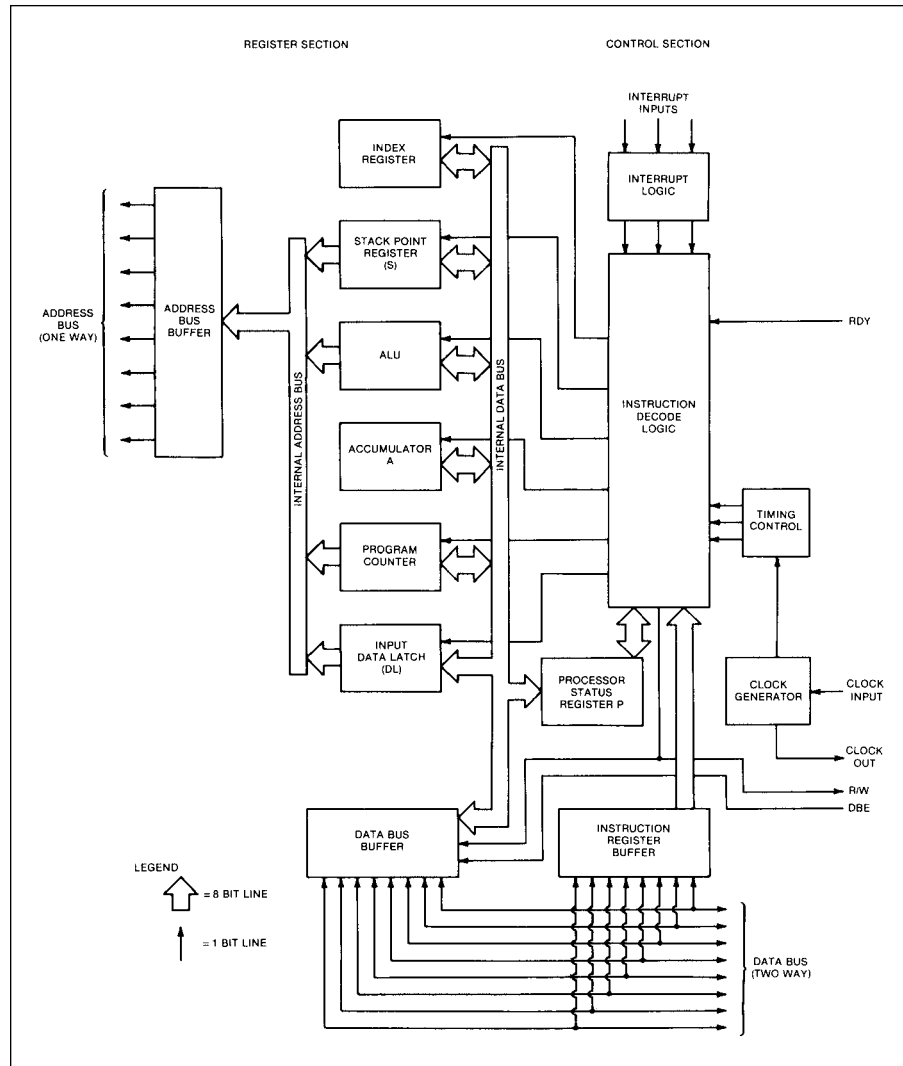 REGISTER SECTION
CONTROL SECTION
INTERRUPT
INPUTS
INDEX
REGISTER
INTERRUPT
LOGIC
STACK POINT
REGISTER
(S)
ADDRESS
BUS
(ONE WAY)
ADDRESS
BUS
BUFFER
INTERNAL ADDRESS BUS
ALU
INTERNAL DATA BUS
INSTRUCTION
DECODE
LOGIC
RDY
ACCUMULATOR
A
TIMING
CONTROL
PROGRAM
COUNTER
INPUT
DATA LATCH
(DL)
PROCESSOR
STATUS
REGISTER P
CLOCK
GENERATOR
CLOCK
INPUT
CLOCK
OUT
R/W
DBE
DATA BUS
BUFFER
INSTRUCTION
REGISTER
BUFFER
LEGEND
= 8 BIT LINE
= 1 BIT LINE
DATA BUS
(TWO WAY)